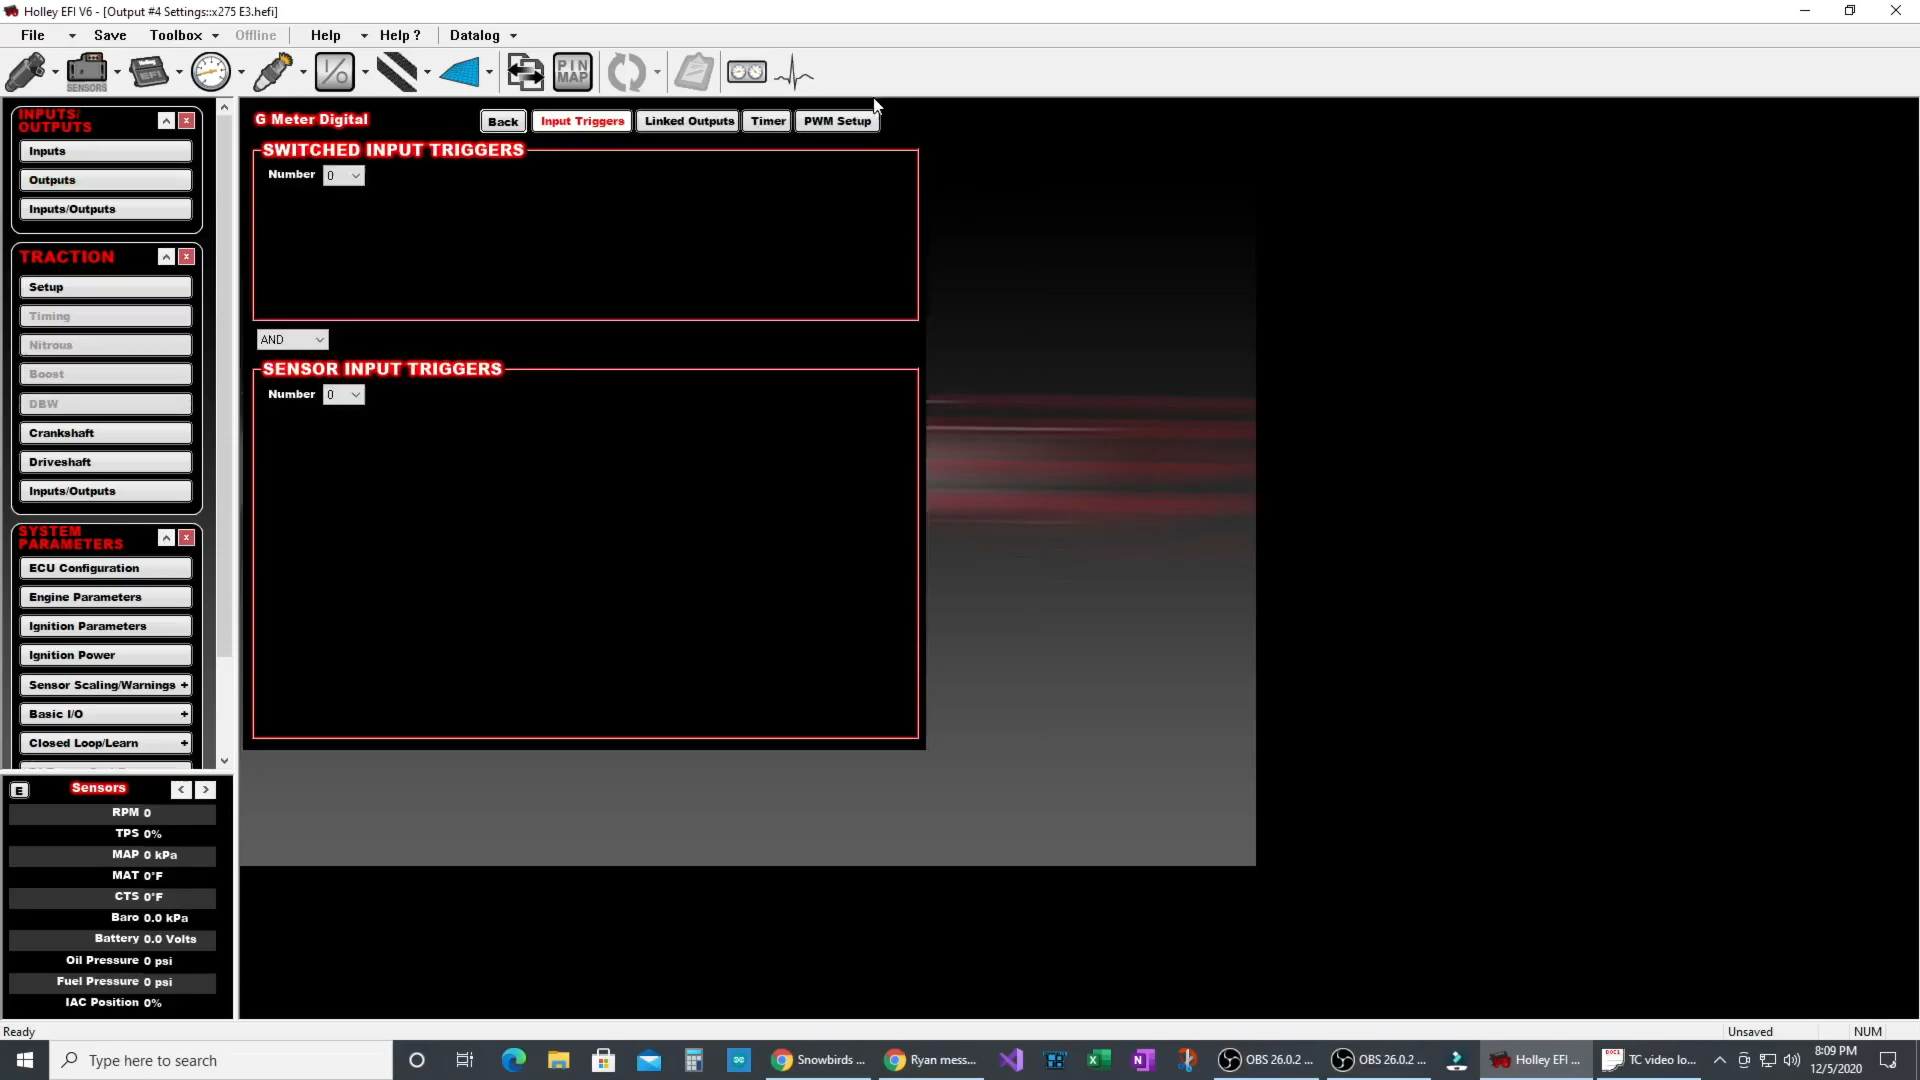 Holley EFI V6 - [Output #4 Settings::x275 E3.hefi]
File Save Toolbox Offline Help Help ? Datalog
SENSORS Holley EFI I/O PIN MAP
INPUTS/
OUTPUTS
Inputs
Outputs
Inputs/Outputs
TRACTION
Setup
Timing
Nitrous
Boost
DBW
Crankshaft
Driveshaft
Inputs/Outputs
SYSTEM
PARAMETERS
ECU Configuration
Engine Parameters
Ignition Parameters
Ignition Power
Sensor Scaling/Warnings +
Basic I/O +
Closed Loop/Learn +
E Sensors < >
RPM 0
TPS 0%
MAP 0 kPa
MAT 0°F
CTS 0°F
Baro 0.0 kPa
Battery 0.0 Volts
Oil Pressure 0 psi
Fuel Pressure 0 psi
IAC Position 0%
G Meter Digital Back Input Triggers Linked Outputs Timer PWM Setup
SWITCHED INPUT TRIGGERS
Number 0
AND
SENSOR INPUT TRIGGERS
Number 0
Ready Unsaved NUM
Type here to search Snowbirds ... Ryan mess... OBS 26.0.2 ... OBS 26.0.2 ... Holley EFI ... TC video lo... 8:09 PM
12/5/2020